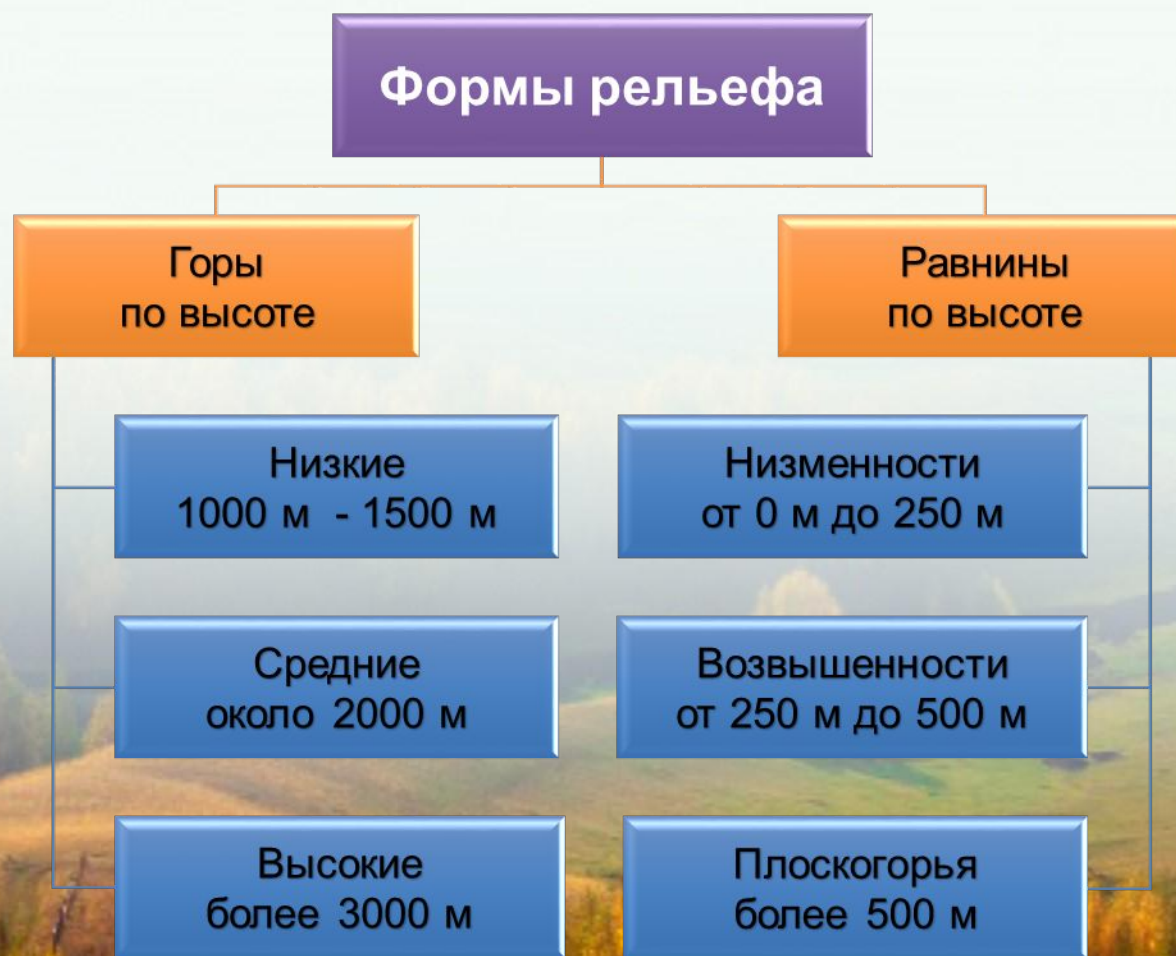 Формы рельефа
Горы
по высоте
Низкие
1000 м - 1500 м
Средние
около 2000 м
Высокие
более 3000 м
Равнины
по высоте
Низменности
от 0 м до 250 м
Возвышенности
от 250 м до 500 м
Плоскогорья
более 500 м